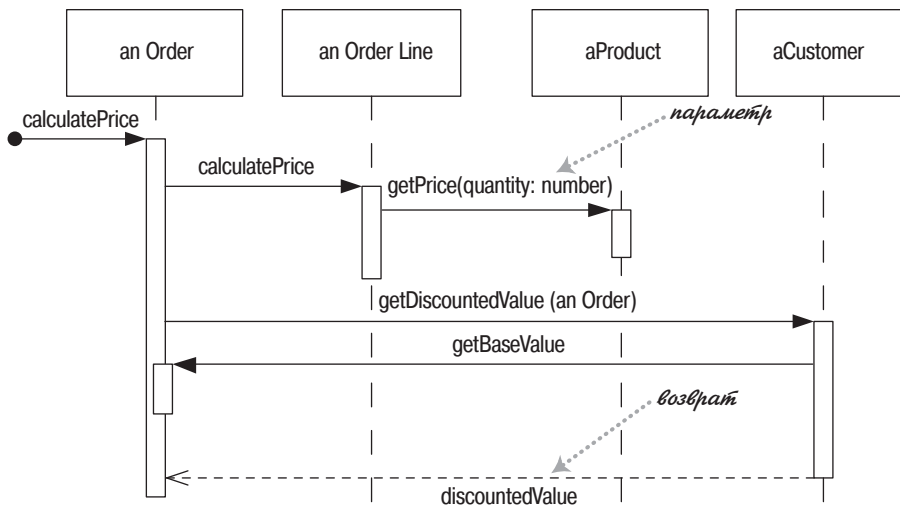 an Order
an Order Line
aProduct
aCustomer
calculatePrice
параметр
calculatePrice
getPrice(quantity: number)
getDiscountedValue (an Order)
getBaseValue
возврат
discountedValue